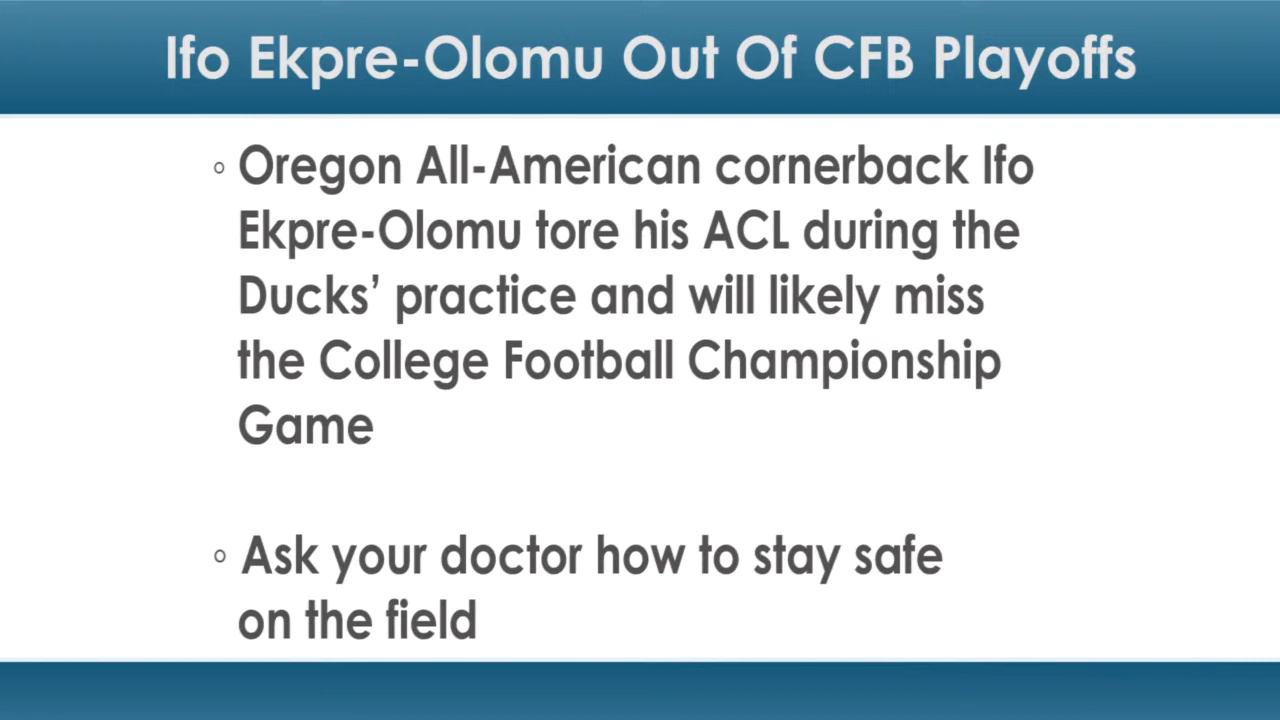 Ifo Ekpre-Olomu Out Of CFB Playoffs
◦ Oregon All-American cornerback Ifo
Ekpre-Olomu tore his ACL during the
Ducks’ practice and will likely miss
the College Football Championship
Game
◦ Ask your doctor how to stay safe
on the field